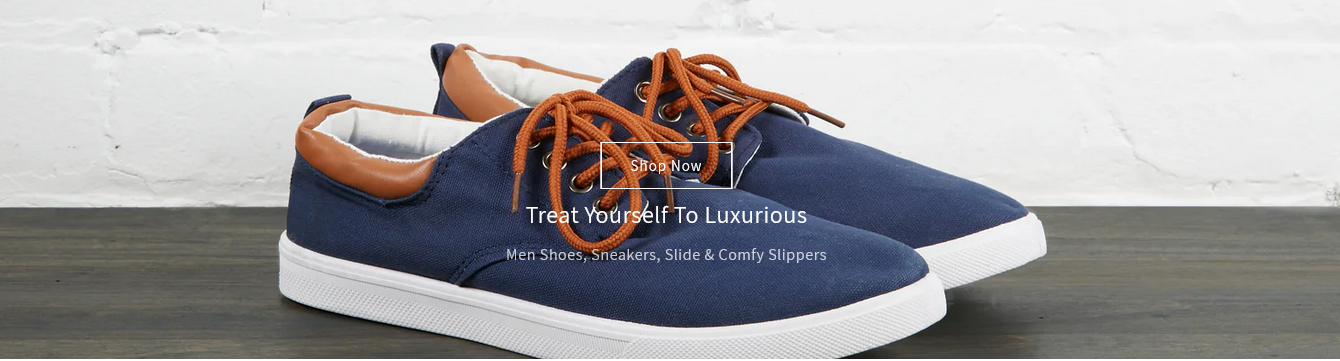 Shop Now
Treat Yourself To Luxurious
Men Shoes, Sneakers, Slide & Comfy Slippers